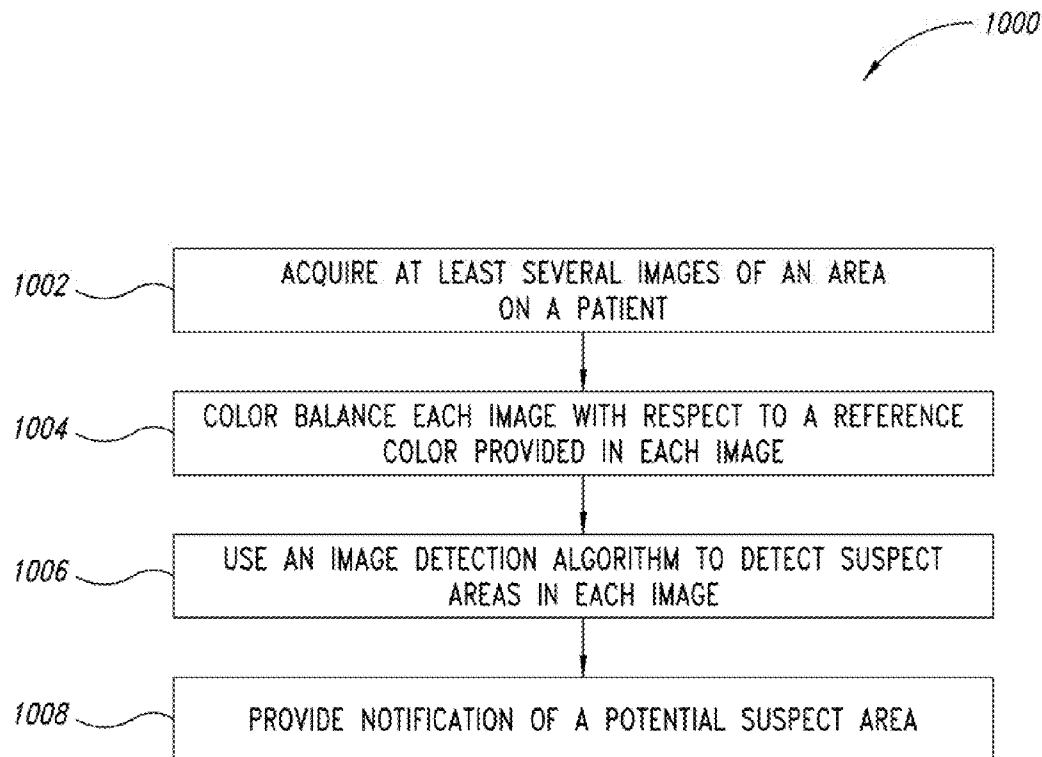 1000
1002
ACQUIRE AT LEAST SEVERAL IMAGES OF AN AREA
ON A PATIENT
1004
COLOR BALANCE EACH IMAGE WITH RESPECT TO A REFERENCE
COLOR PROVIDED IN EACH IMAGE
1006
USE AN IMAGE DETECTION ALGORITHM TO DETECT SUSPECT
AREAS IN EACH IMAGE
1008
PROVIDE NOTIFICATION OF A POTENTIAL SUSPECT AREA